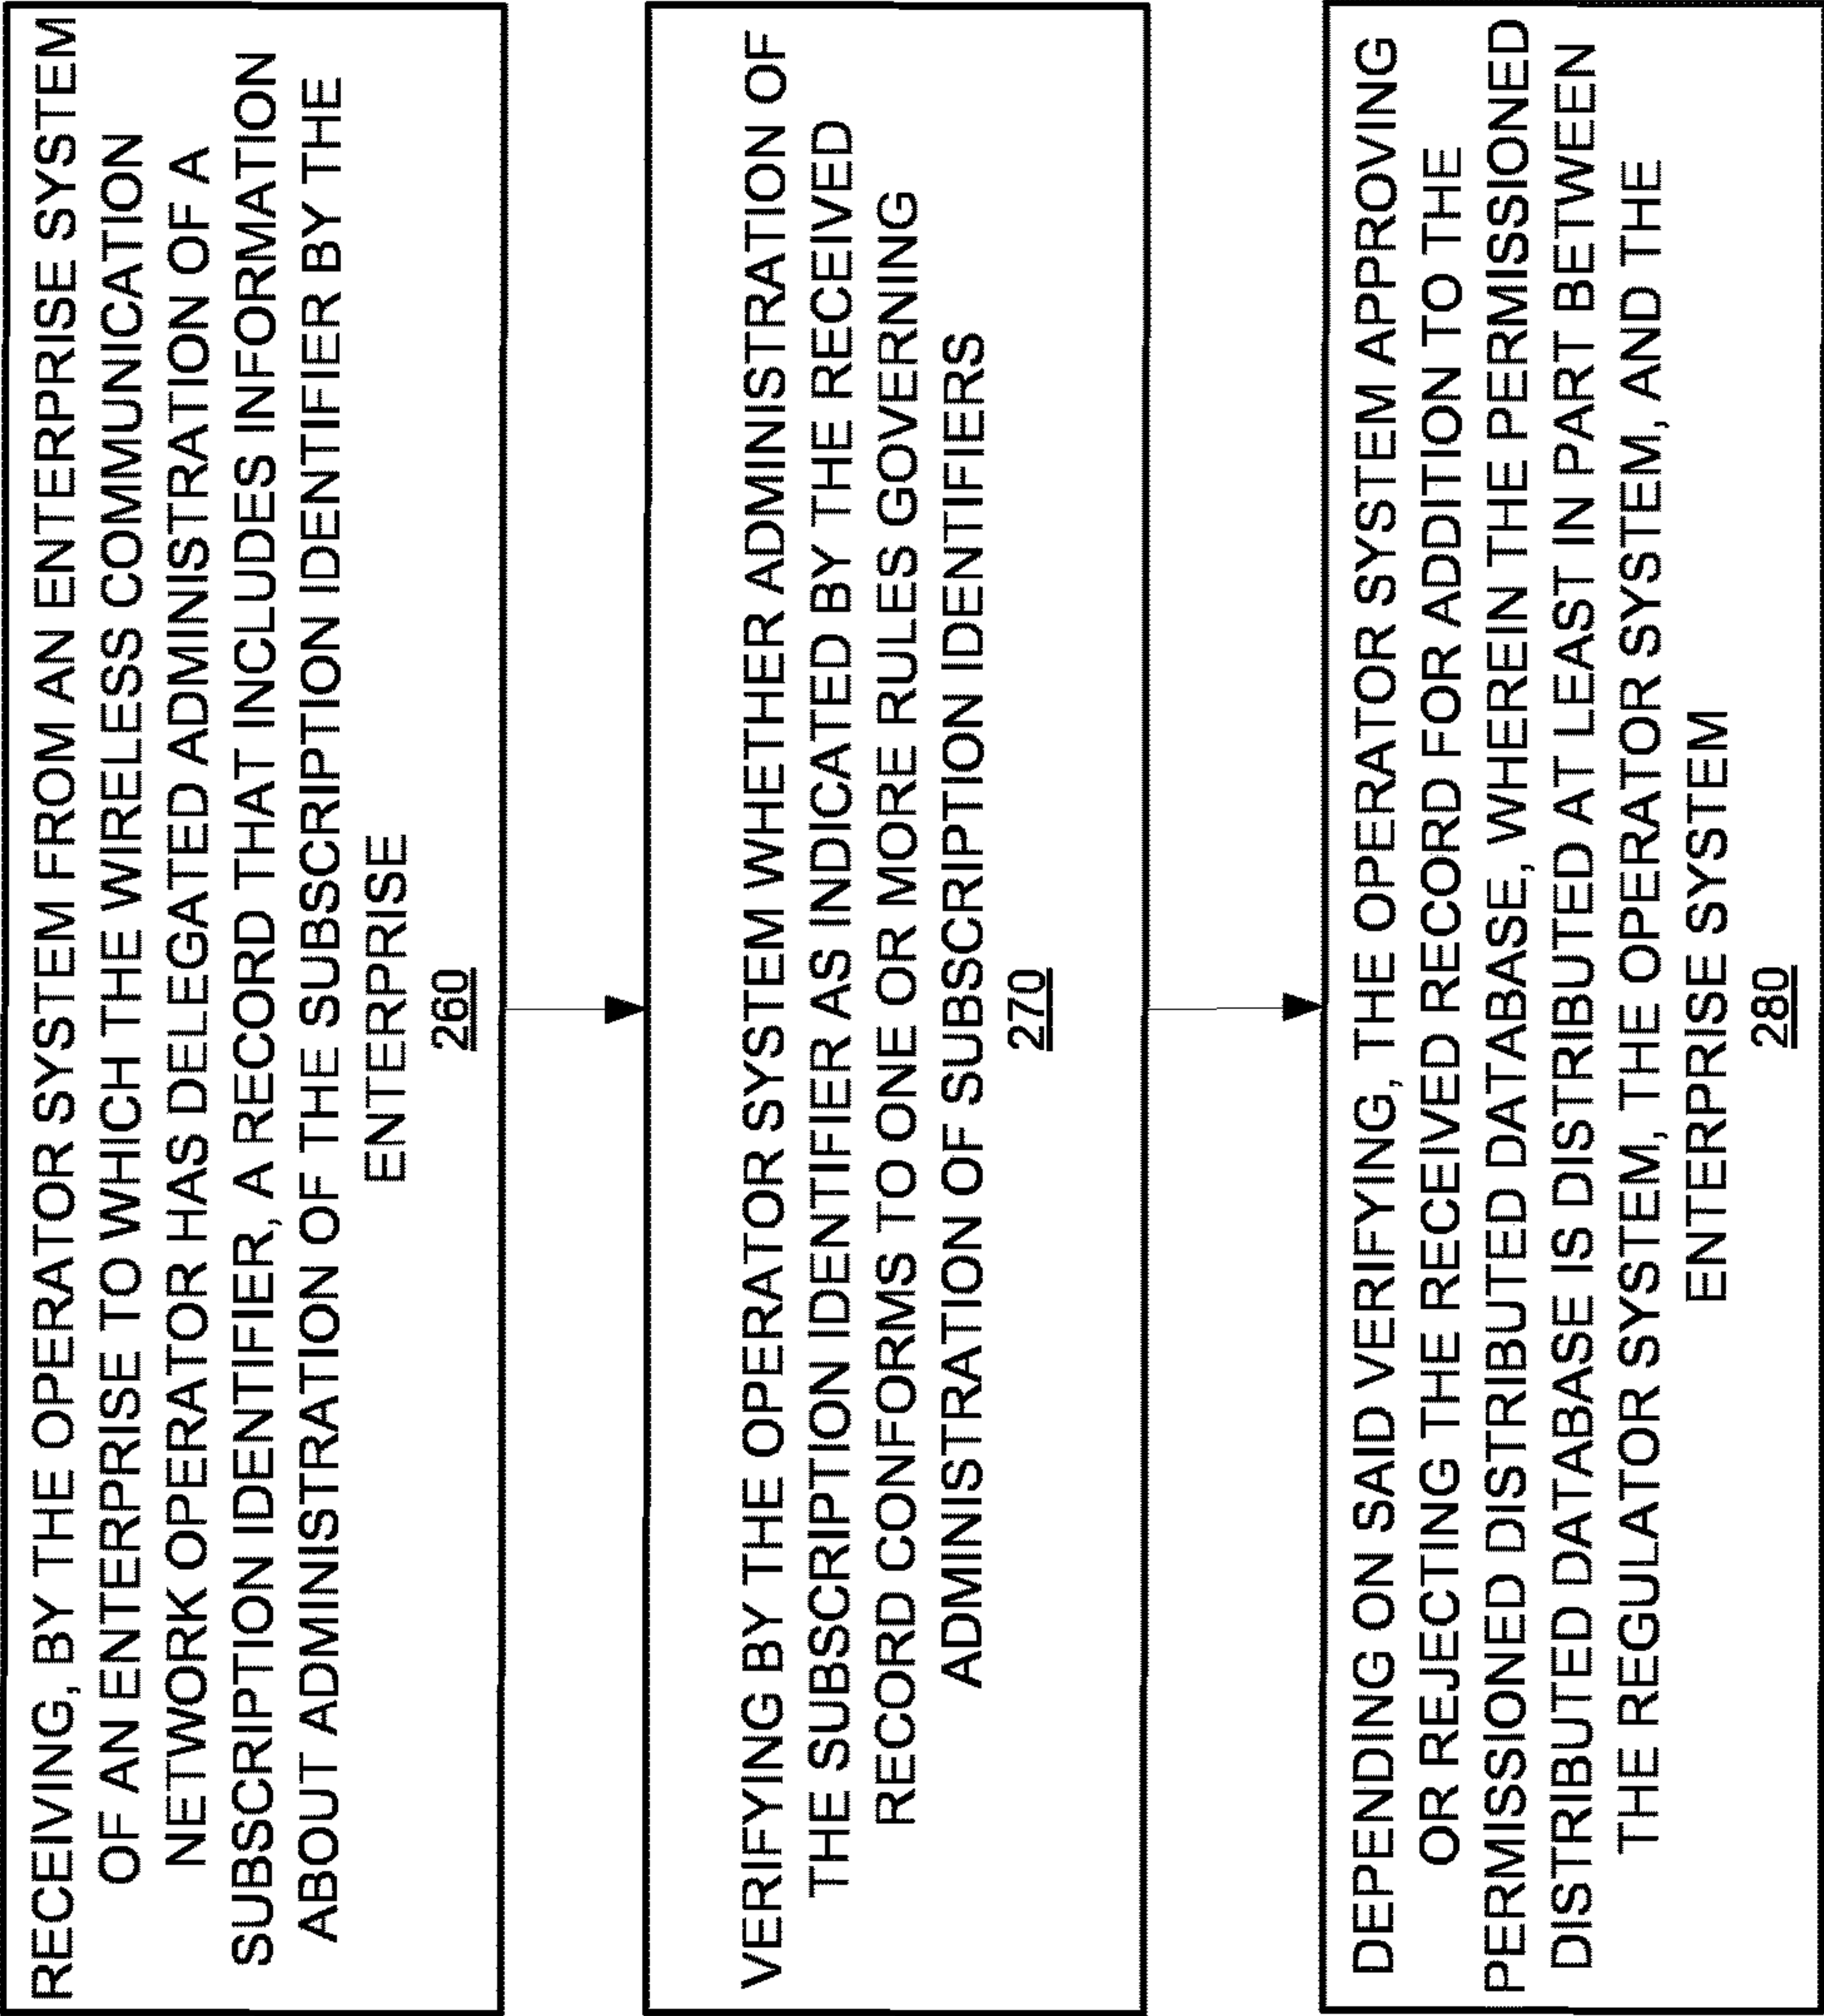 RECEIVING, BY THE OPERATOR SYSTEM FROM AN ENTERPRISE SYSTEM
OF AN ENTERPRISE TO WHICH THE WIRELESS COMMUNICATION
NETWORK OPERATOR HAS DELEGATED ADMINISTRATION OF A
SUBSCRIPTION IDENTIFIER, A RECORD THAT INCLUDES INFORMATION
ABOUT ADMINISTRATION OF THE SUBSCRIPTION IDENTIFIER BY THE
ENTERPRISE
260
VERIFYING BY THE OPERATOR SYSTEM WHETHER ADMINISTRATION OF
THE SUBSCRIPTION IDENTIFIER AS INDICATED BY THE RECEIVED
RECORD CONFORMS TO ONE OR MORE RULES GOVERNING
ADMINISTRATION OF SUBSCRIPTION IDENTIFIERS
270
DEPENDING ON SAID VERIFYING, THE OPERATOR SYSTEM APPROVING
OR REJECTING THE RECEIVED RECORD FOR ADDITION TO THE
PERMISSIONED DISTRIBUTED DATABASE, WHEREIN THE PERMISSIONED
DISTRIBUTED DATABASE IS DISTRIBUTED AT LEAST IN PART BETWEEN
THE REGULATOR SYSTEM, THE OPERATOR SYSTEM, AND THE
ENTERPRISE SYSTEM
280